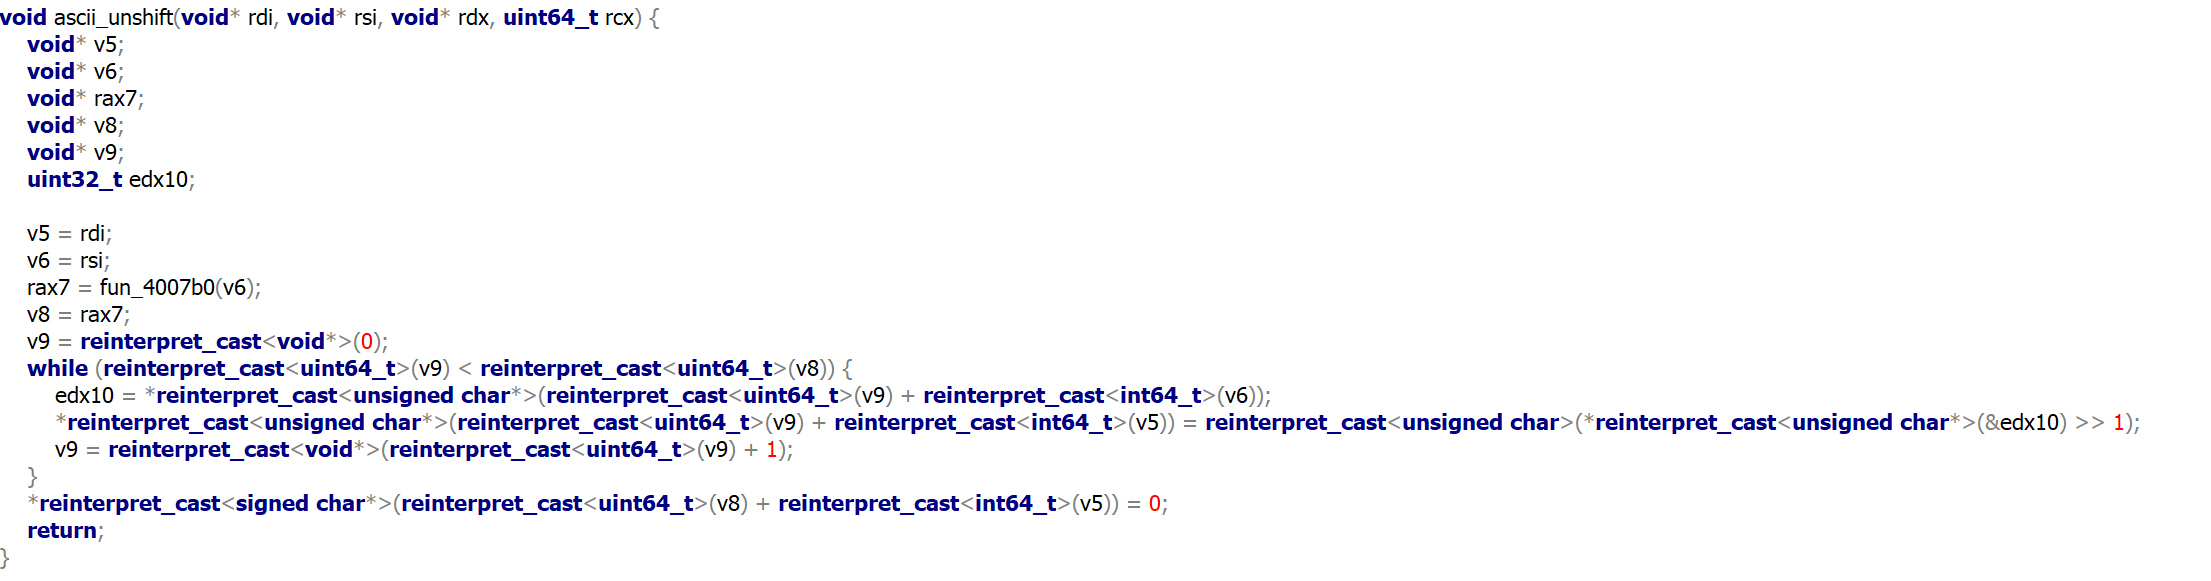 void ascii_unshift(void* rdi, void* rsi, void* rdx, uint64_t rcx) {
void* v5;
void* v6;
void* rax7;
void* v8;
void* v9;
uint32_t edx10;
v5 = rdi;
v6 = rsi;
rax7 = fun_4007b0(v6);
v8 = rax7;
v9 = reinterpret_cast<void*>(0);
while (reinterpret_cast<uint64_t>(v9) < reinterpret_cast<uint64_t>(v8)) {
edx10 = *reinterpret_cast<unsigned char*>(reinterpret_cast<uint64_t>(v9) + reinterpret_cast<int64_t>(v6));
*reinterpret_cast<unsigned char*>(reinterpret_cast<uint64_t>(v9) + reinterpret_cast<int64_t>(v5)) = reinterpret_cast<unsigned char>(*reinterpret_cast<unsigned char*>(&edx10) >> 1);
v9 = reinterpret_cast<void*>(reinterpret_cast<uint64_t>(v9) + 1);
}
*reinterpret_cast<signed char*>(reinterpret_cast<uint64_t>(v8) + reinterpret_cast<int64_t>(v5)) = 0;
return;
}